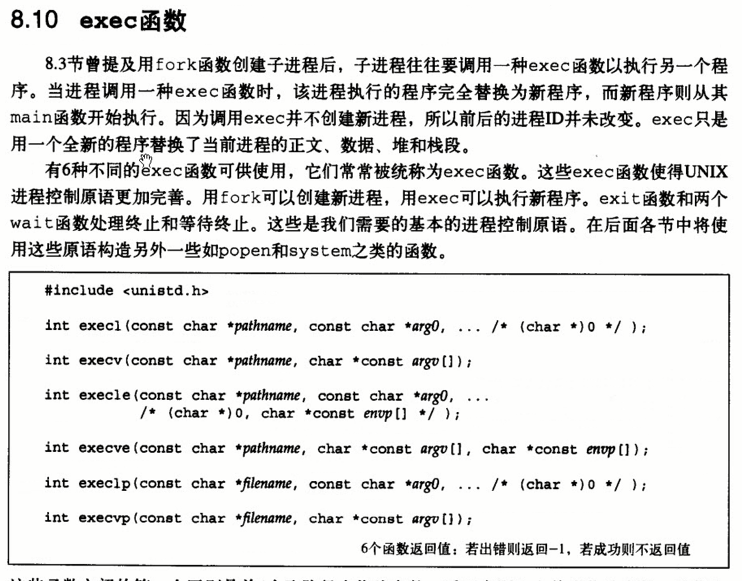 8.10 exec函数
8.3节曾提及用fork函数创建子进程后，子进程往往要调用一种exec函数以执行另一个程
序。当进程调用一种exec函数时，该进程执行的程序完全替换为新程序，而新程序则从其
main函数开始执行。因为调用exec并不创建新进程，所以前后的进程ID并未改变。exec只是
用一个全新的程序替换了当前进程的正文、数据、堆和栈段。
有6种不同的exec函数可供使用，它们常常被统称为exec函数。这些exec函数使得UNIX
进程控制原语更加完善。用fork可以创建新进程，用exec可以执行新程序。exit函数和两个
wait函数处理终止和等待终止。这些是我们需要的基本的进程控制原语。在后面各节中将使
用这些原语构造另外一些如popen和system之类的函数。
#include <unistd.h>
int execl(const char *pathname, const char *arg0, ... /* (char *)0 */ );
int execv(const char *pathname, char *const argv[]);
int execle(const char *pathname, const char *arg0, ...
/* (char *)0, char *const envp[] */ );
int execve(const char *pathname, char *const argv[], char *const envp[]);
int execlp(const char *filename, const char *arg0, ... /* (char *)0 */ );
int execvp(const char *filename, char *const argv[]);
6个函数返回值：若出错则返回-1，若成功则不返回值